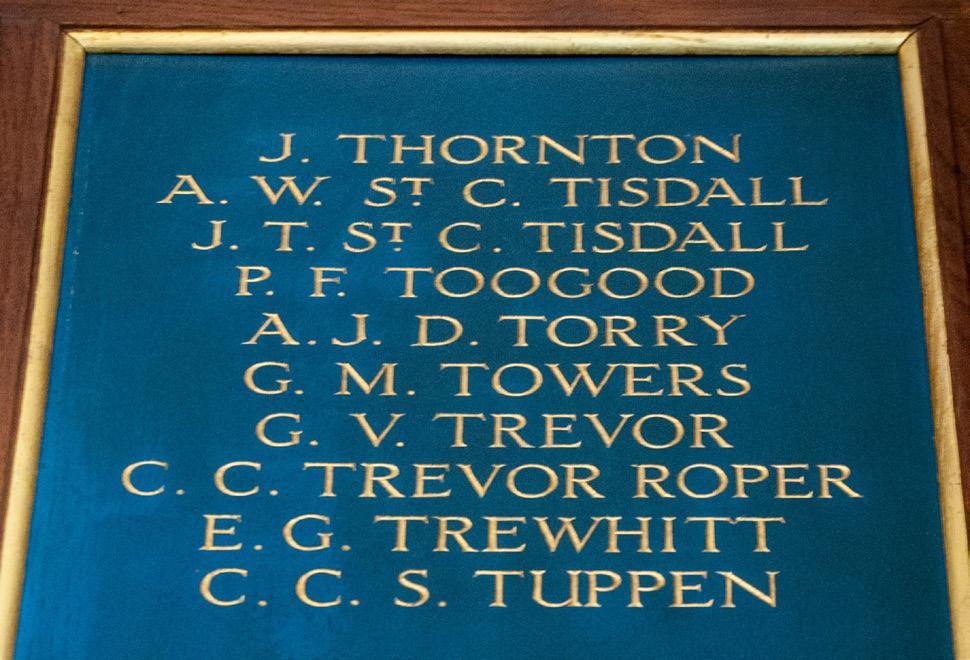 J. THORNTON
A. W. ST C. TISDALL
J. T. ST C. TISDALL
P. F. TOOGOOD
A. J. D. TORRY
G. M. TOWERS
G. V. TREVOR
C. C. TREVOR ROPER
E. G. TREWHITT
C. C. S. TUPPEN